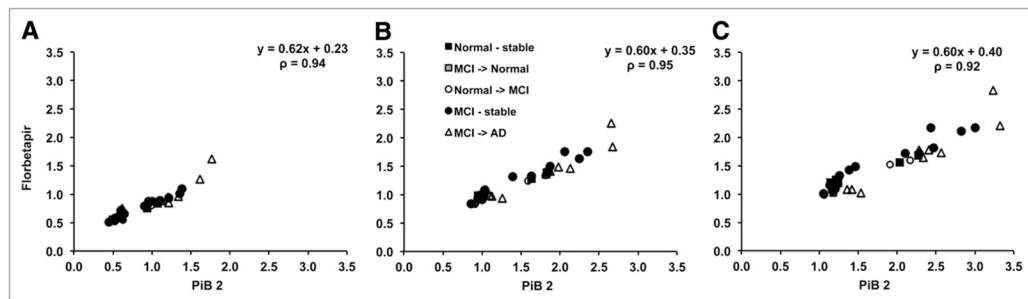 A
y = 0.62x + 0.23
ρ = 0.94
Florbetapir
3.5
3.0
2.5
2.0
1.5
1.0
0.5
0.0
0.0 0.5 1.0 1.5 2.0 2.5 3.0 3.5
PiB 2
B
y = 0.60x + 0.35
ρ = 0.95
Normal - stable
MCI -> Normal
Normal -> MCI
MCI - stable
MCI -> AD
3.5
3.0
2.5
2.0
1.5
1.0
0.5
0.0
0.0 0.5 1.0 1.5 2.0 2.5 3.0 3.5
PiB 2
C
y = 0.60x + 0.40
ρ = 0.92
3.5
3.0
2.5
2.0
1.5
1.0
0.5
0.0
0.0 0.5 1.0 1.5 2.0 2.5 3.0 3.5
PiB 2